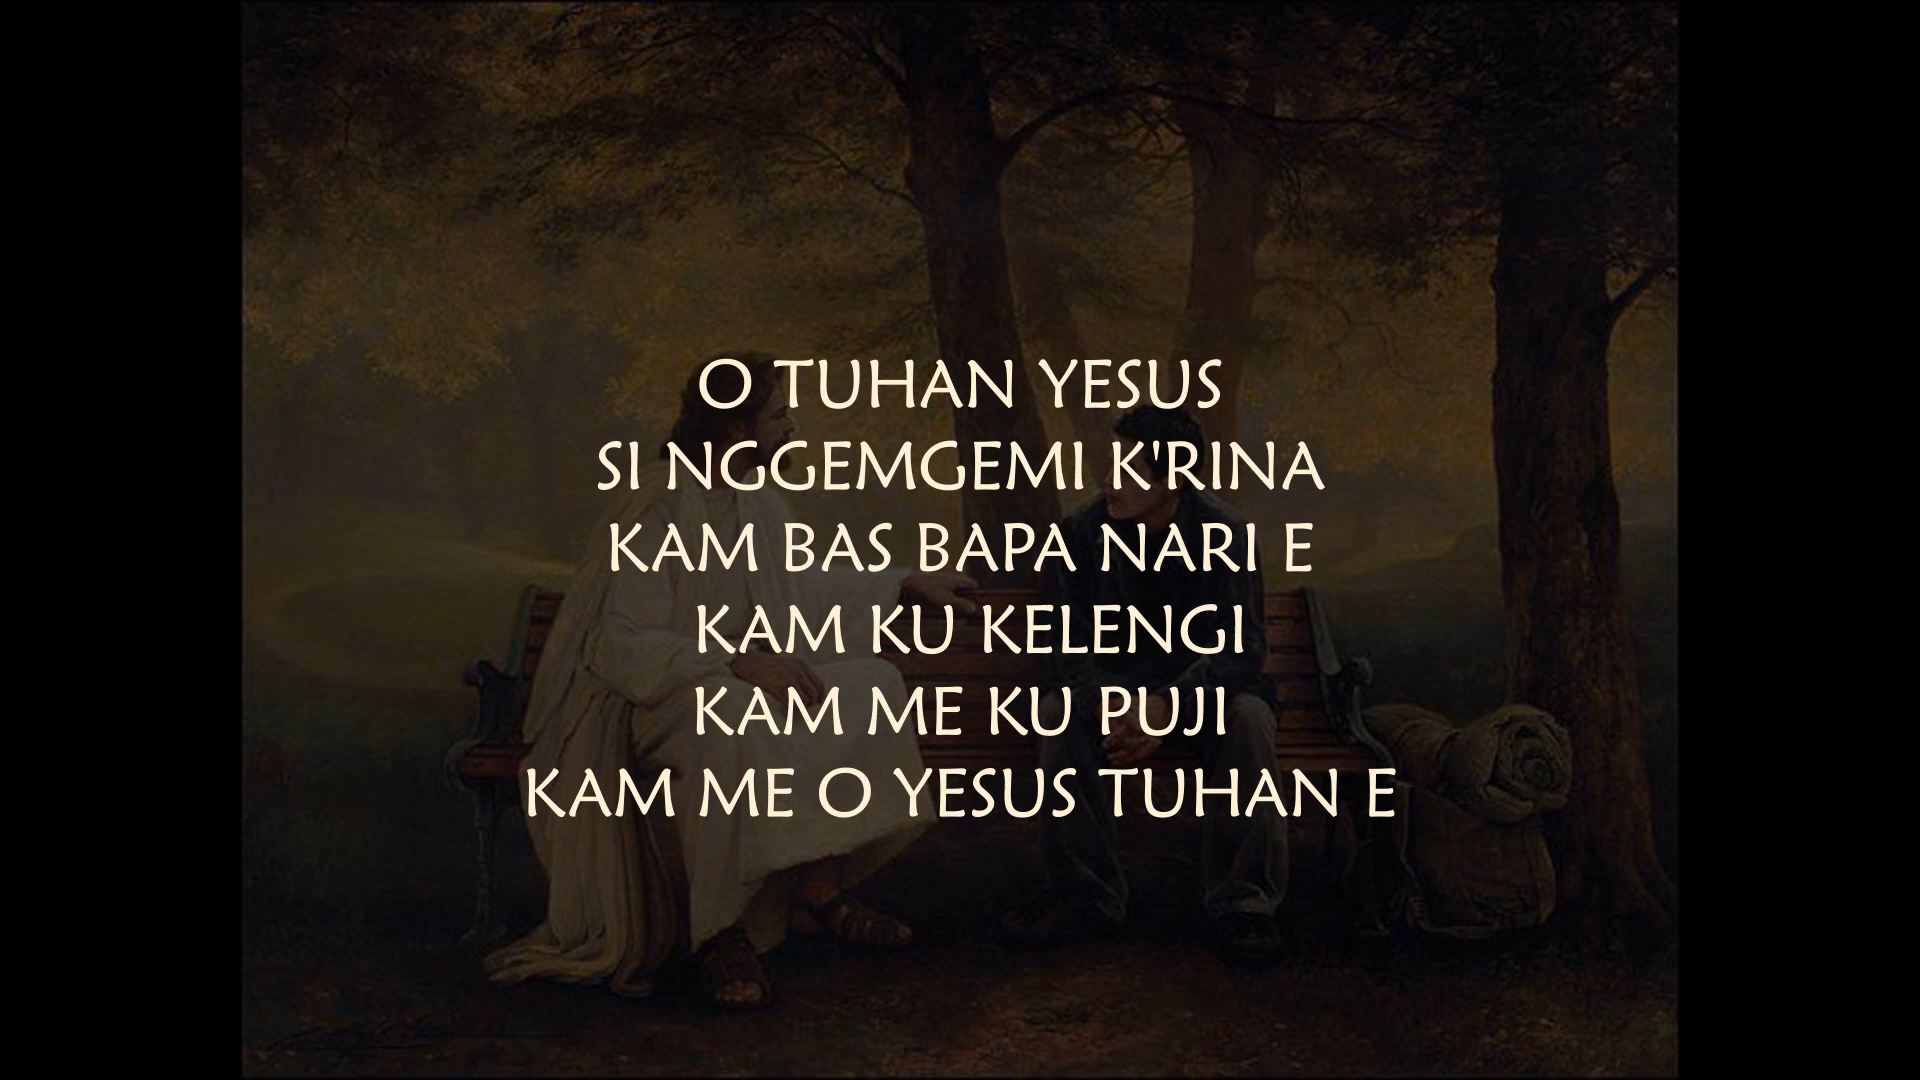 O TUHAN YESUS
SI NGGEMGEMI K'RINA
KAM BAS BAPA NARI E
KAM KU KELENGI
KAM ME KU PUJI
KAM ME O YESUS TUHAN E